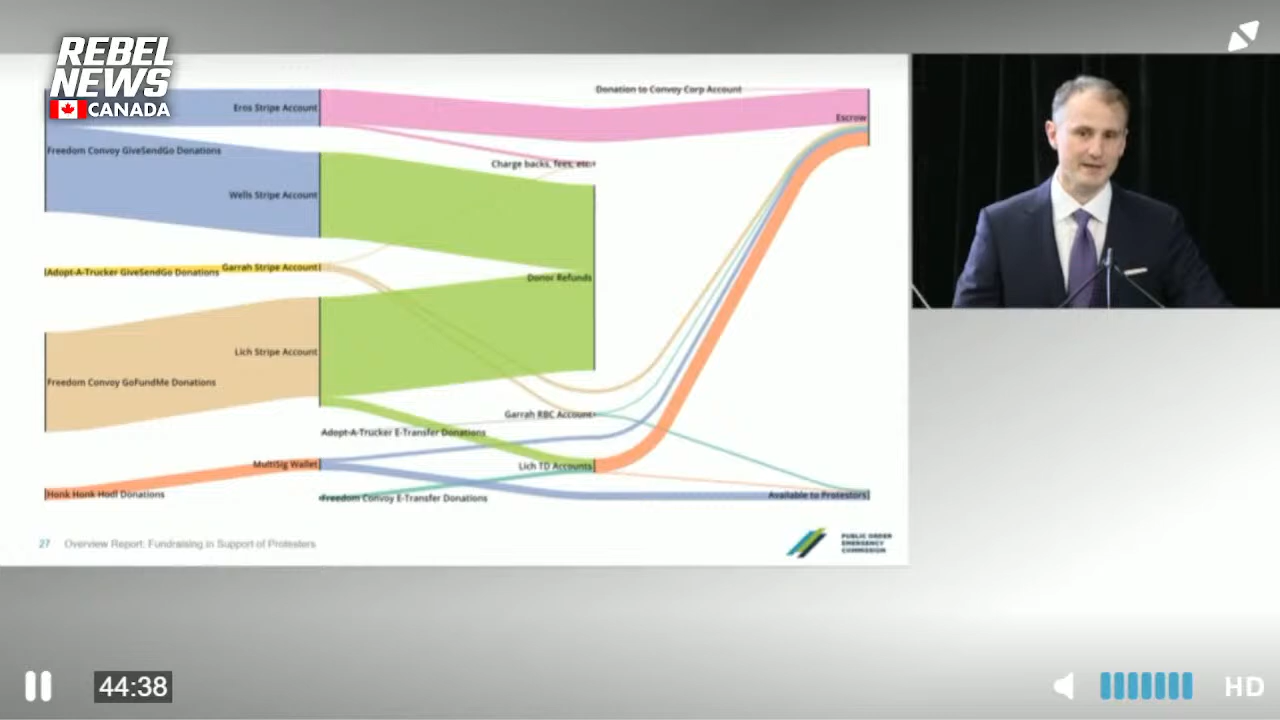 REBEL
NEWS
CANADA
Donation to Convoy Corp Account
Eros Stripe Account
Escrow
Freedom Convoy GiveSendGo Donations
Charge backs, fees, etc.
Wells Stripe Account
Adopt-A-Trucker GiveSendGo Donations
Garrah Stripe Account
Donor Refunds
Lich Stripe Account
Freedom Convoy GoFundMe Donations
Garrah RBC Account
Adopt-A-Trucker E-Transfer Donations
MultiSig Wallet
Lich TD Accounts
Honk Honk Hodl Donations
Freedom Convoy E-Transfer Donations
Available to Protestors
27 Overview Report: Fundraising in Support of Protesters
PUBLIC ORDER
EMERGENCY
COMMISSION
44:38
HD